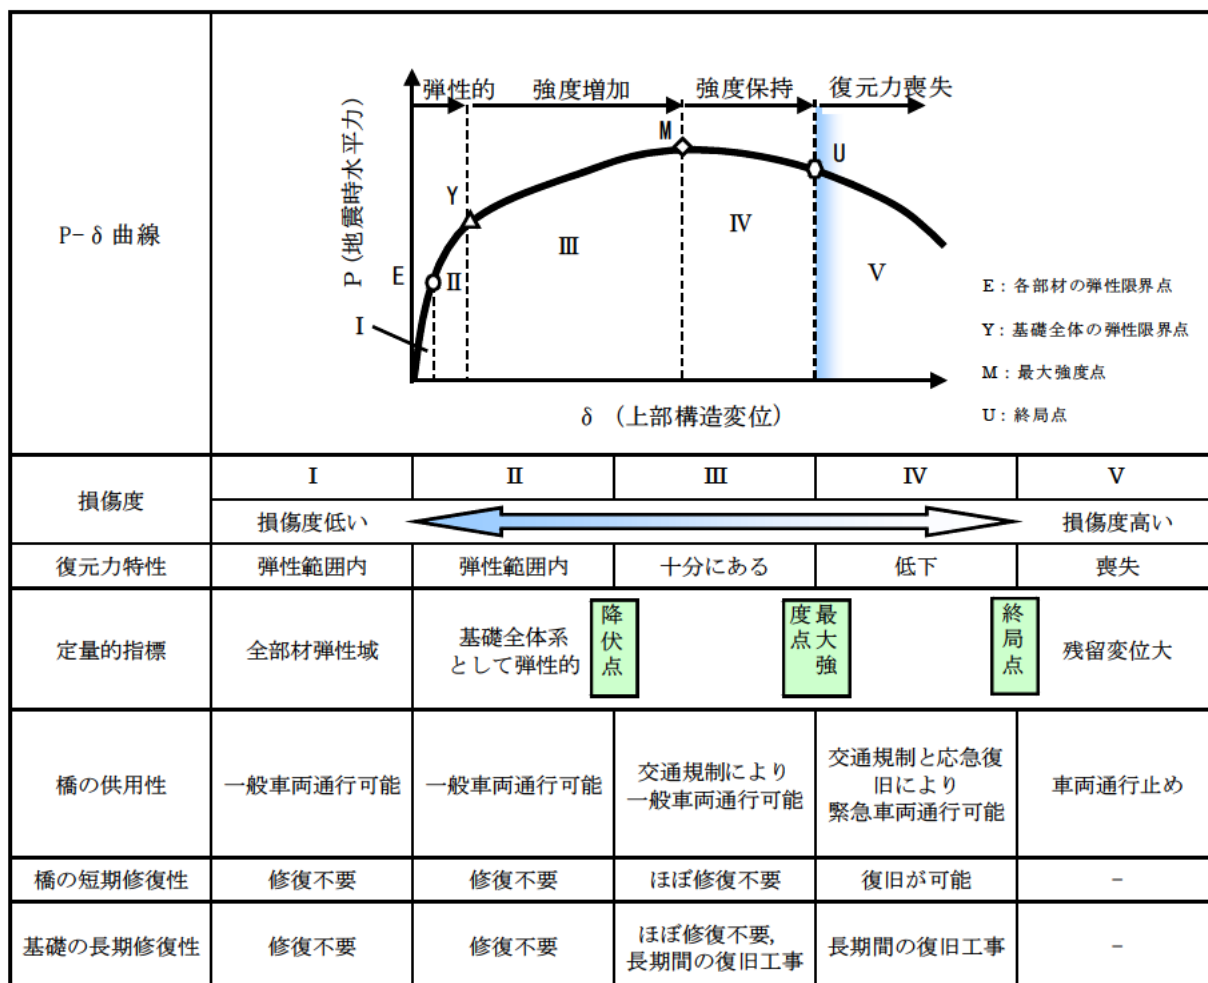 P-δ 曲線
弾性的
強度増加
強度保持
復元力喪失
P (地震時水平力)
M
U
Y
E
Ⅰ
Ⅱ
Ⅲ
Ⅳ
Ⅴ
δ (上部構造変位)
E：各部材の弾性限界点
Y：基礎全体の弾性限界点
M：最大強度点
U：終局点
損傷度
Ⅰ
Ⅱ
Ⅲ
Ⅳ
Ⅴ
損傷度低い
損傷度高い
復元力特性
弾性範囲内
弾性範囲内
十分にある
低下
喪失
定量的指標
全部材弾性域
基礎全体系
として弾性的
降伏点
最大強
度点
終局点
残留変位大
橋の供用性
一般車両通行可能
一般車両通行可能
交通規制により
一般車両通行可能
交通規制と応急復
旧により
緊急車両通行可能
車両通行止め
橋の短期修復性
修復不要
修復不要
ほぼ修復不要
復旧が可能
－
基礎の長期修復性
修復不要
修復不要
ほぼ修復不要,
長期間の復旧工事
長期間の復旧工事
－